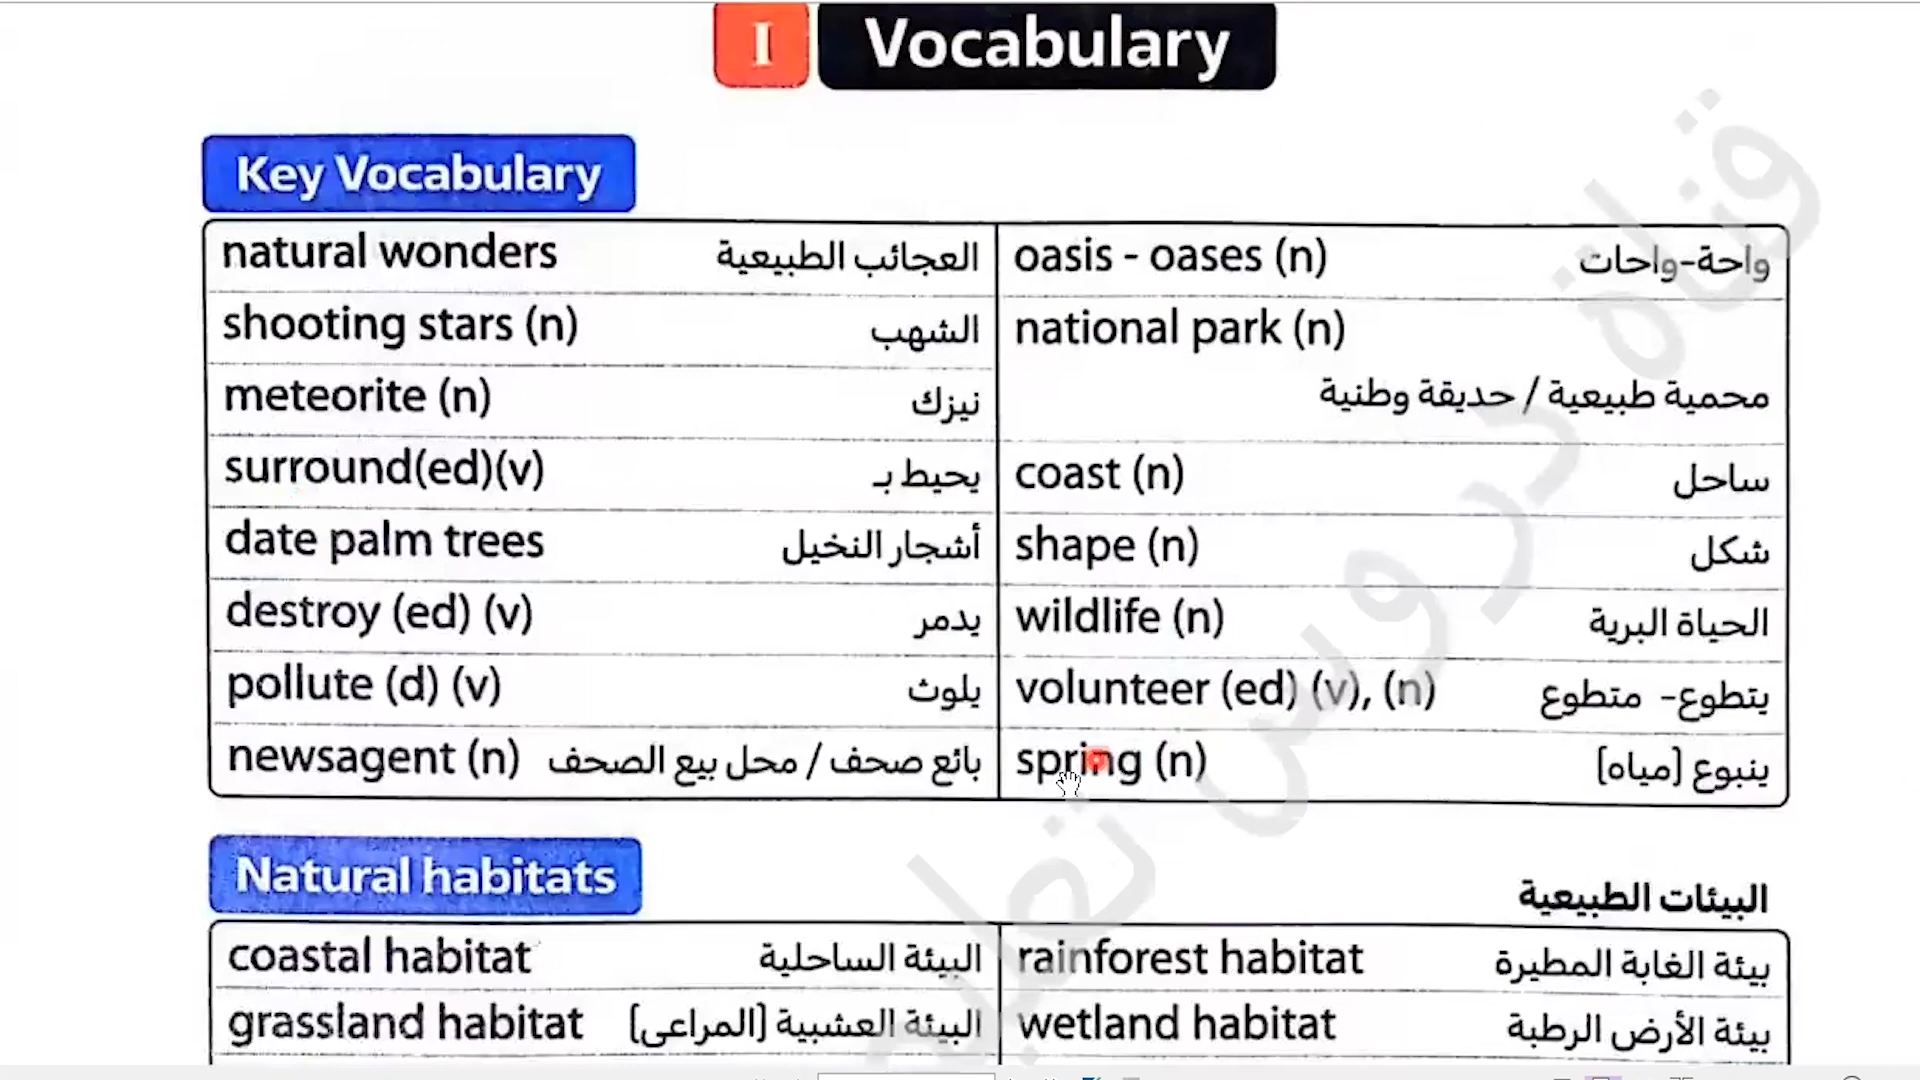 I Vocabulary
Key Vocabulary
natural wonders العجائب الطبيعية
oasis - oases (n) واحة-واحات
shooting stars (n) الشهب
national park (n)
محمية طبيعية / حديقة وطنية
meteorite (n) نيزك
surround(ed)(v) يحيط بـ
coast (n) ساحل
date palm trees أشجار النخيل
shape (n) شكل
destroy (ed) (v) يدمر
wildlife (n) الحياة البرية
pollute (d) (v) يلوث
volunteer (ed) (v), (n) يتطوع- متطوع
newsagent (n) بائع صحف / محل بيع الصحف
spring (n) ينبوع [مياه]
Natural habitats البيئات الطبيعية
coastal habitat البيئة الساحلية
rainforest habitat بيئة الغابة المطيرة
grassland habitat البيئة العشبية [المراعى]
wetland habitat بيئة الأرض الرطبة
قناة دروس